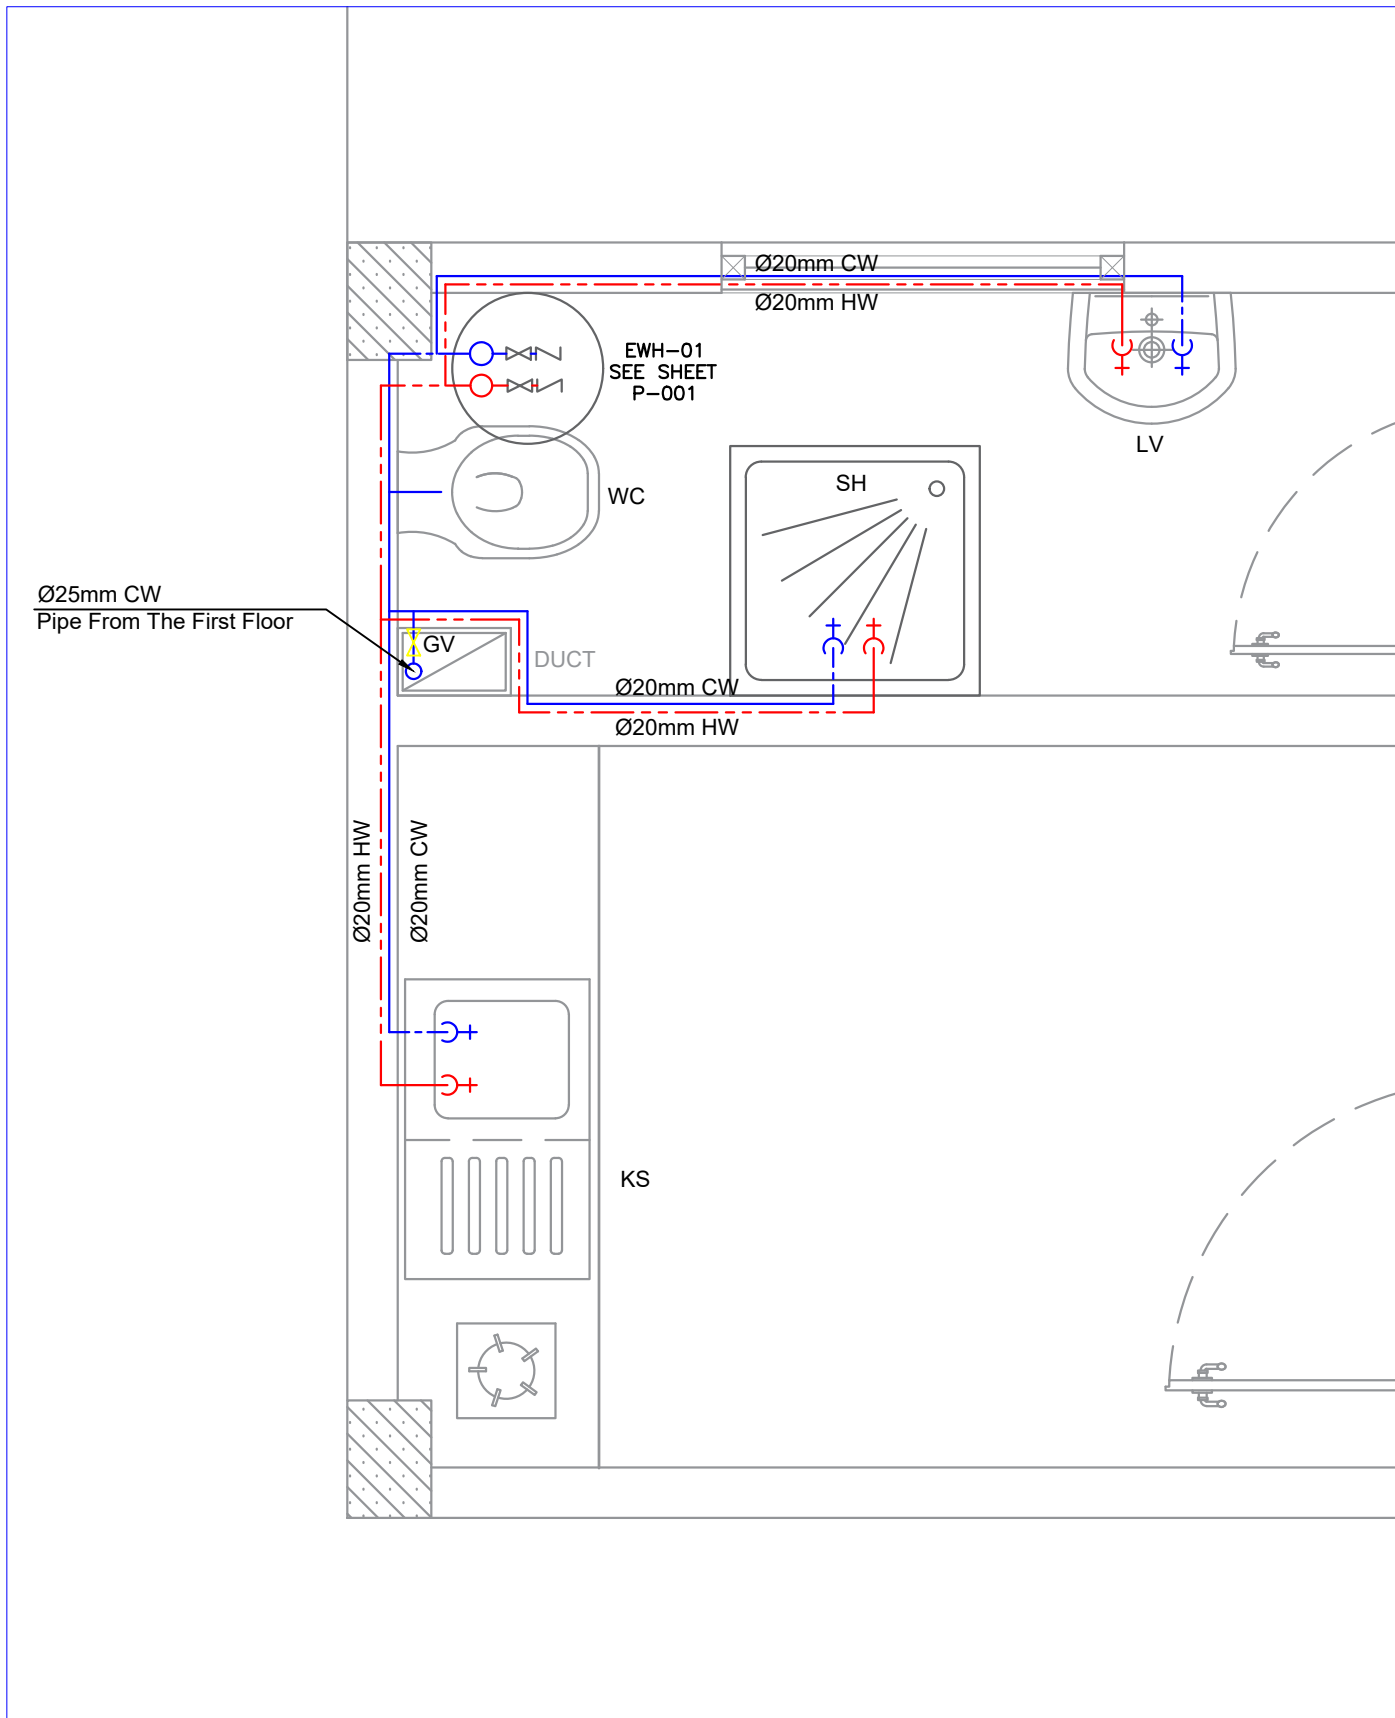 Ø20mm CW
Ø20mm HW
EWH-01
SEE SHEET
P-001
LV
SH
WC
Ø25mm CW
Pipe From The First Floor
GV
DUCT
Ø20mm CW
Ø20mm HW
Ø20mm HW
Ø20mm CW
KS